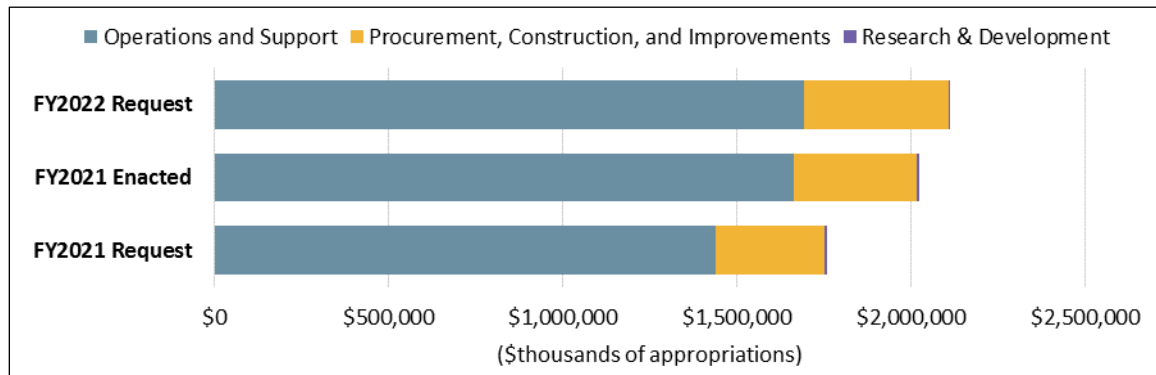 Operations and Support Procurement, Construction, and Improvements Research & Development
FY2022 Request
FY2021 Enacted
FY2021 Request
$0 $500,000 $1,000,000 $1,500,000 $2,000,000 $2,500,000
($thousands of appropriations)